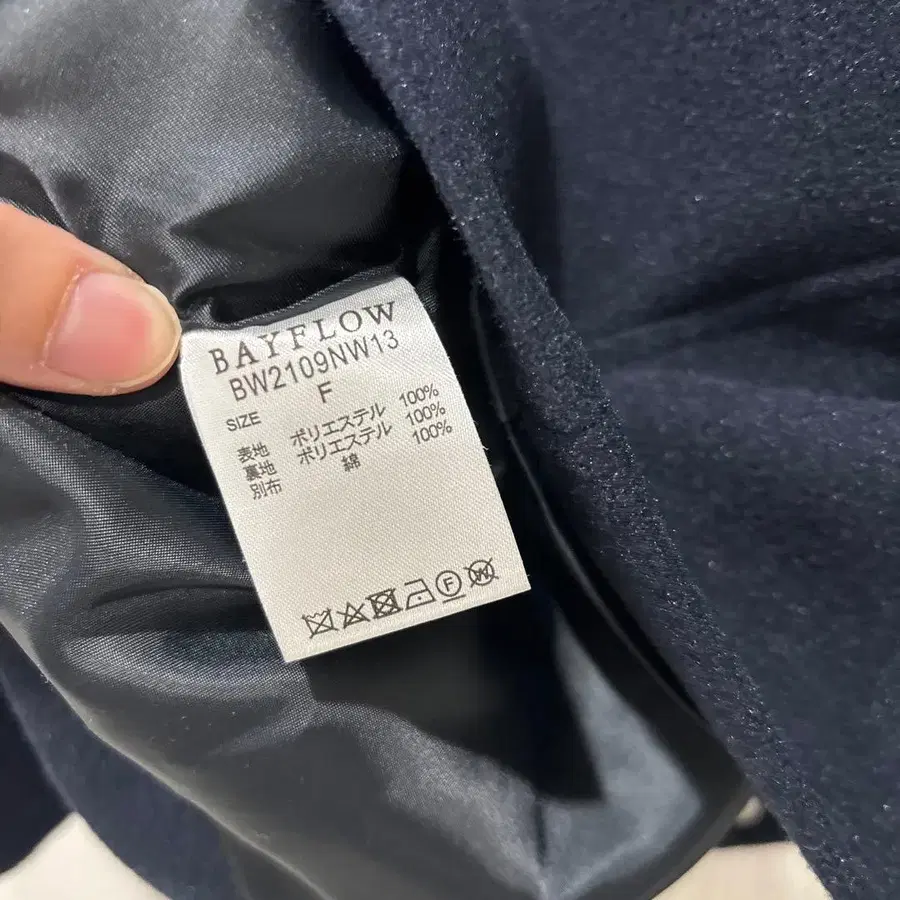 BAYFLOW
BW2109NW13
SIZE F
表地 ポリエステル 100%
裏地 ポリエステル 100%
別布 綿 100%
F W